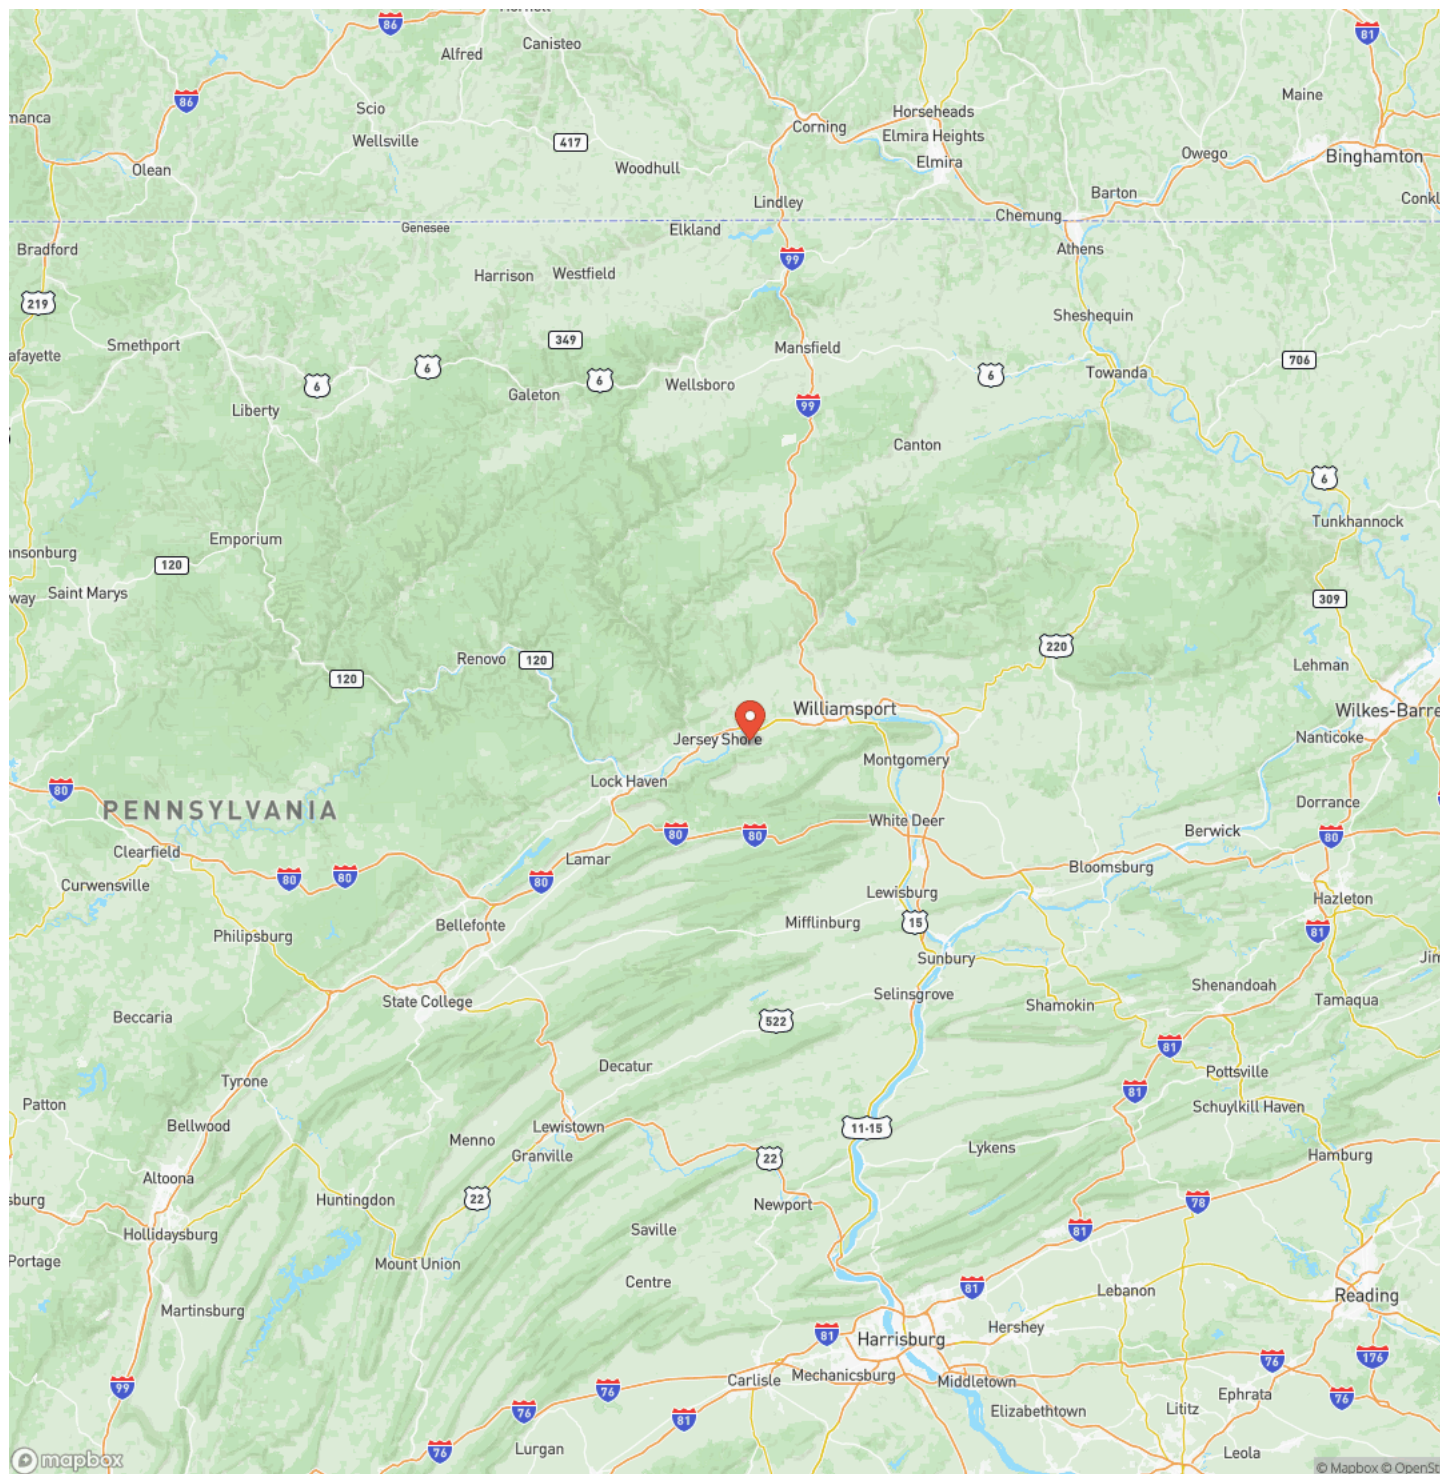 86
81
Alfred
Canisteo
Maine
86
Scio
Horseheads
manca
Corning
Elmira Heights
Wellsville
417
Owego
Binghamton
Olean
Woodhull
Elmira
Barton
Lindley
Conkl
Chemung
Genesee
Elkland
Bradford
Athens
99
Harrison
Westfield
219
Sheshequin
Smethport
349
Mansfield
afayette
706
6
6
6
Wellsboro
6
Towanda
Galeton
99
Liberty
Canton
6
Tunkhannock
Emporium
nnsonburg
120
way
Saint Marys
309
220
Renovo
120
Lehman
120
Williamsport
Wilkes-Barre
Jersey Shore
Nanticoke
Montgomery
Lock Haven
80
Dorrance
PENNSYLVANIA
White Deer
80
80
Berwick
80
Clearfield
Lamar
Bloomsburg
80
80
80
Curwensville
Lewisburg
Hazleton
Bellefonte
Mifflinburg
15
81
Philipsburg
Sunbury
Jim
State College
Selinsgrove
Shenandoah
Shamokin
Tamaqua
Beccaria
522
81
Decatur
Pottsville
Tyrone
81
Patton
Schuylkill Haven
Bellwood
Lewistown
11-15
Menno
Lykens
Granville
22
Hamburg
Altoona
sburg
Huntingdon
22
Newport
78
Hollidaysburg
Saville
81
Portage
Mount Union
Centre
81
Lebanon
Martinsburg
Reading
Hershey
81
Harrisburg
76
176
Carlisle
Mechanicsburg
Middletown
99
76
Ephrata
76
76
81
Elizabethtown
Lititz
76
Lurgan
Leola
mapbox
© Mapbox © OpenSt